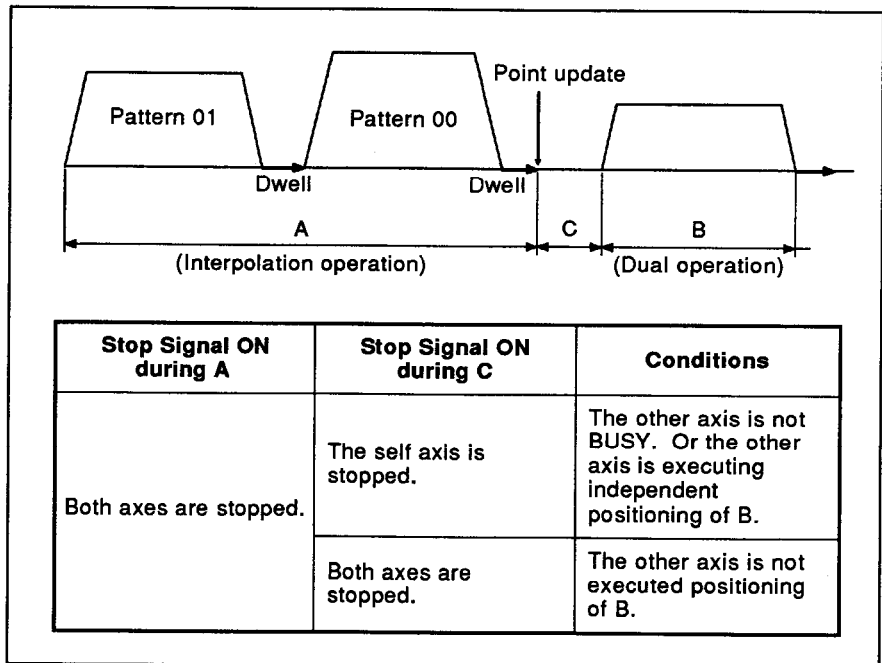 Point update
Pattern 01
Pattern 00
Dwell
Dwell
A
C
B
(Interpolation operation)
(Dual operation)
Stop Signal ON
during A
Stop Signal ON
during C
Conditions
Both axes are stopped.
The self axis is
stopped.
The other axis is not
BUSY. Or the other
axis is executing
independent
positioning of B.
Both axes are
stopped.
The other axis is not
executed positioning
of B.